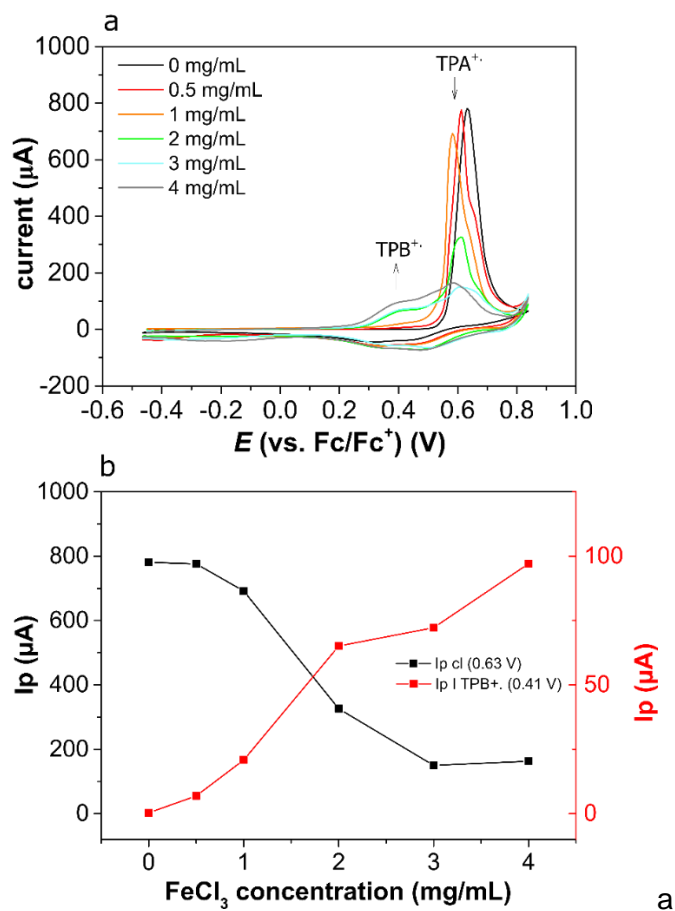 a
1000
800
600
400
200
0
-200
current (µA)
0 mg/mL
0.5 mg/mL
1 mg/mL
2 mg/mL
3 mg/mL
4 mg/mL
TPA⁺·
TPB⁺·
-0.6 -0.4 -0.2 0.0 0.2 0.4 0.6 0.8 1.0
E (vs. Fc/Fc⁺) (V)
b
1000
800
600
400
200
0
Ip (µA)
Ip cl (0.63 V)
Ip l TPB+. (0.41 V)
100
50
0
Ip (µA)
0 1 2 3 4
FeCl₃ concentration (mg/mL)
a